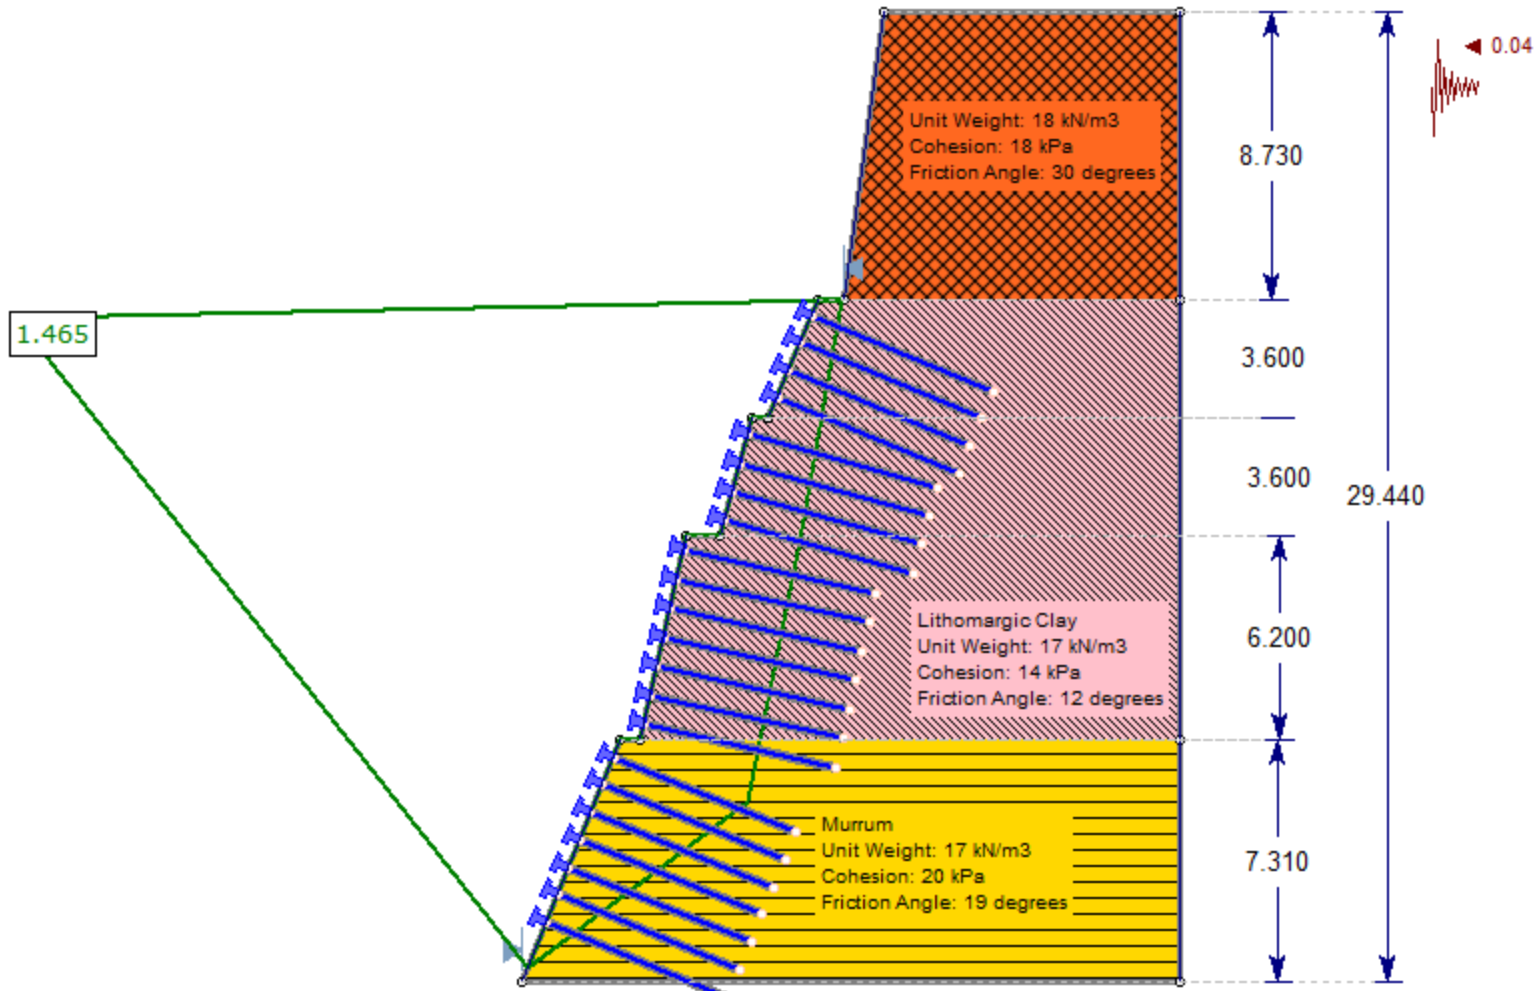 0.04
Unit Weight: 18 kN/m3
Cohesion: 18 kPa
Friction Angle: 30 degrees
8.730
1.465
3.600
3.600
29.440
Lithomargic Clay
Unit Weight: 17 kN/m3
Cohesion: 14 kPa
Friction Angle: 12 degrees
6.200
Murrum
Unit Weight: 17 kN/m3
Cohesion: 20 kPa
Friction Angle: 19 degrees
7.310